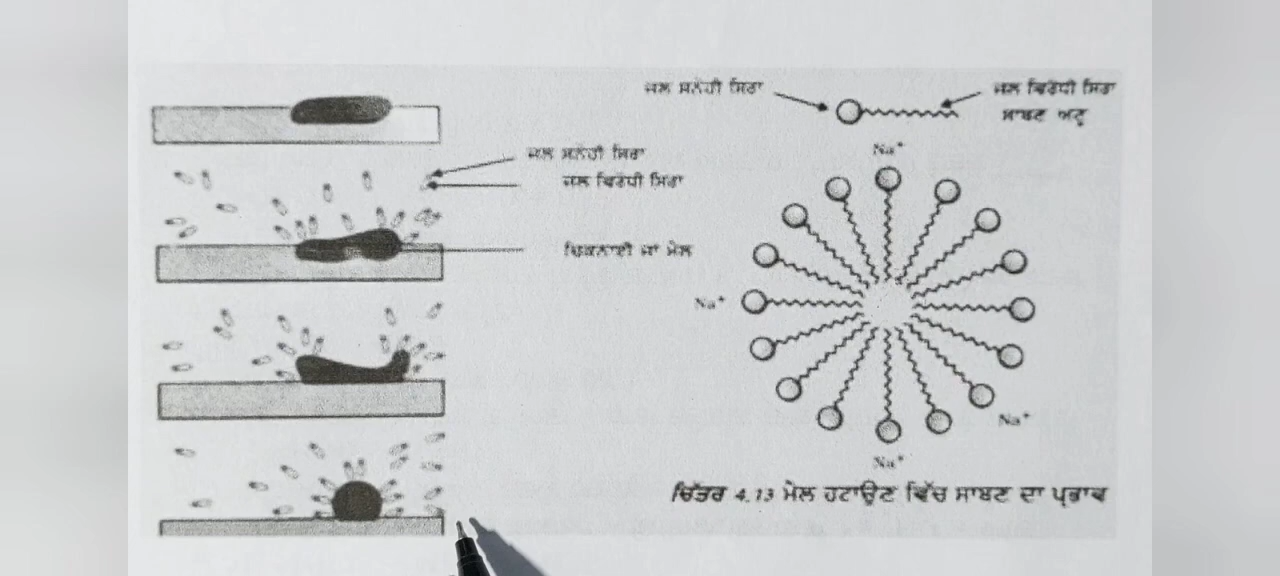 ਜਲ ਸਨੇਹੀ ਸਿਰਾ
ਜਲ ਵਿਰੋਧੀ ਸਿਰਾ
ਸਾਬਣ ਅਣੂ
Na⁺
ਜਲ ਸਨੇਹੀ ਸਿਰਾ
ਜਲ ਵਿਰੋਧੀ ਸਿਰਾ
ਚਿਕਨਾਈ ਜਾਂ ਮੈਲ
Na⁺
Na⁺
Na⁺
ਚਿੱਤਰ 4.13 ਮੈਲ ਹਟਾਉਣ ਵਿੱਚ ਸਾਬਣ ਦਾ ਪ੍ਰਭਾਵ